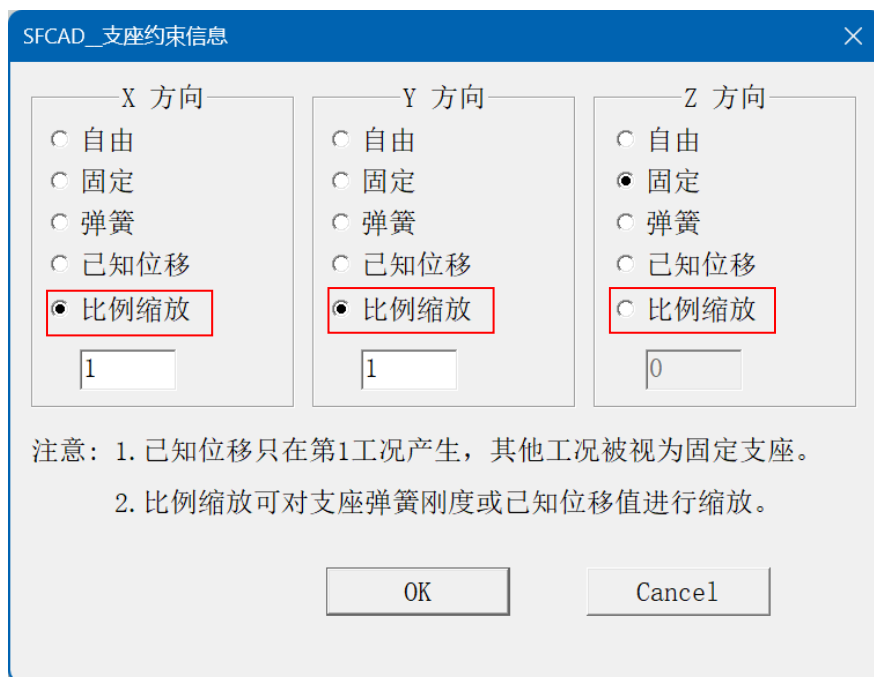 SFCAD__支座约束信息
X 方向
自由
固定
弹簧
已知位移
比例缩放
1
Y 方向
自由
固定
弹簧
已知位移
比例缩放
1
Z 方向
自由
固定
弹簧
已知位移
比例缩放
0
注意: 1.已知位移只在第1工况产生，其他工况被视为固定支座。
2.比例缩放可对支座弹簧刚度或已知位移值进行缩放。
OK
Cancel